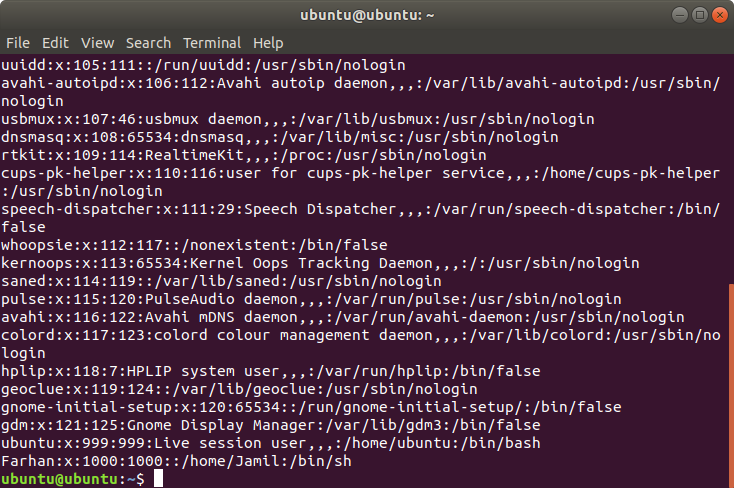 ubuntu@ubuntu: ~
File Edit View Search Terminal Help
uuidd:x:105:111::/run/uuidd:/usr/sbin/nologin
avahi-autoipd:x:106:112:Avahi autoip daemon,,,:/var/lib/avahi-autoipd:/usr/sbin/
nologin
usbmux:x:107:46:usbmux daemon,,,:/var/lib/usbmux:/usr/sbin/nologin
dnsmasq:x:108:65534:dnsmasq,,,:/var/lib/misc:/usr/sbin/nologin
rtkit:x:109:114:RealtimeKit,,,:/proc:/usr/sbin/nologin
cups-pk-helper:x:110:116:user for cups-pk-helper service,,,:/home/cups-pk-helper
:/usr/sbin/nologin
speech-dispatcher:x:111:29:Speech Dispatcher,,,:/var/run/speech-dispatcher:/bin/
false
whoopsie:x:112:117::/nonexistent:/bin/false
kernoops:x:113:65534:Kernel Oops Tracking Daemon,,,:/:/usr/sbin/nologin
saned:x:114:119::/var/lib/saned:/usr/sbin/nologin
pulse:x:115:120:PulseAudio daemon,,,:/var/run/pulse:/usr/sbin/nologin
avahi:x:116:122:Avahi mDNS daemon,,,:/var/run/avahi-daemon:/usr/sbin/nologin
colord:x:117:123:colord colour management daemon,,,:/var/lib/colord:/usr/sbin/no
login
hplip:x:118:7:HPLIP system user,,,:/var/run/hplip:/bin/false
geoclue:x:119:124::/var/lib/geoclue:/usr/sbin/nologin
gnome-initial-setup:x:120:65534::/run/gnome-initial-setup/:/bin/false
gdm:x:121:125:Gnome Display Manager:/var/lib/gdm3:/bin/false
ubuntu:x:999:999:Live session user,,,:/home/ubuntu:/bin/bash
Farhan:x:1000:1000::/home/Jamil:/bin/sh
ubuntu@ubuntu:~$